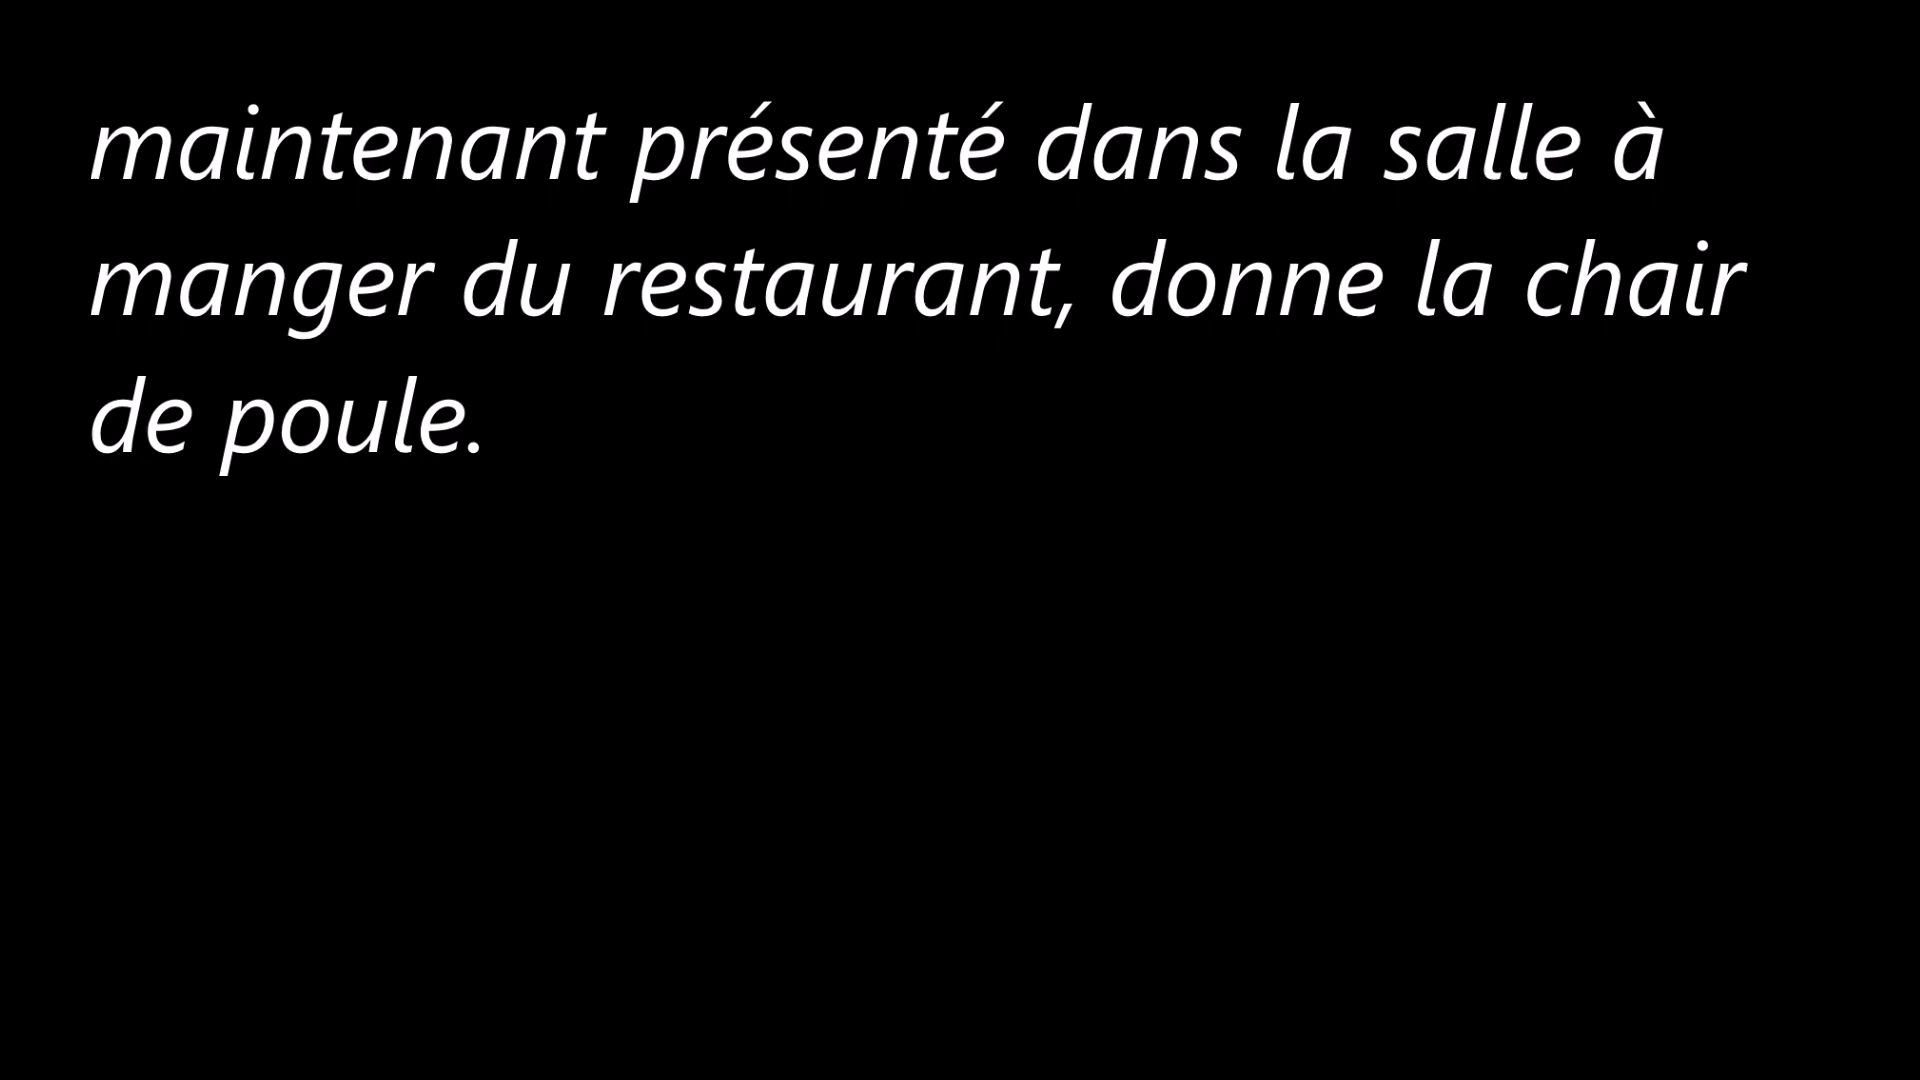 maintenant présenté dans la salle à
manger du restaurant, donne la chair
de poule.